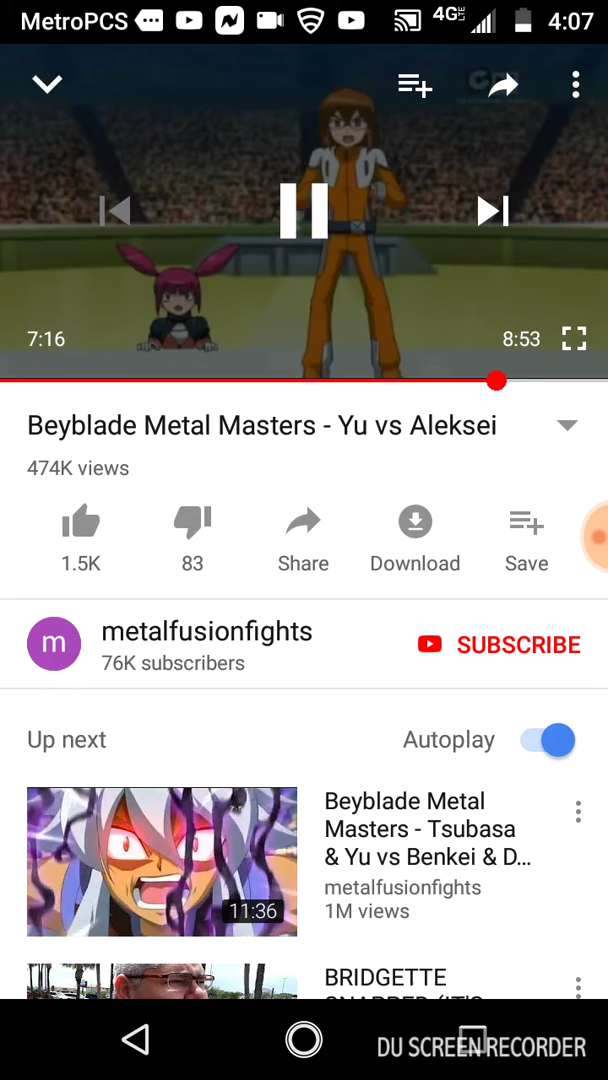 MetroPCS 4G LTE 4:07
CN
7:16 8:53
Beyblade Metal Masters - Yu vs Aleksei
474K views
1.5K 83 Share Download Save
m metalfusionfights SUBSCRIBE
76K subscribers
Up next Autoplay
Beyblade Metal
Masters - Tsubasa
& Yu vs Benkei & D...
metalfusionfights
1M views
11:36
BRIDGETTE
DU SCREEN RECORDER